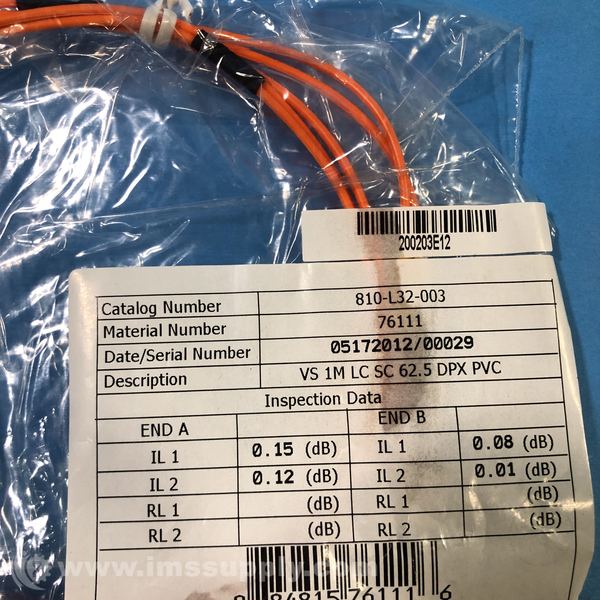 200203E12
Catalog Number 810-L32-003
Material Number 76111
Date/Serial Number 05172012/00029
Description VS 1M LC SC 62.5 DPX PVC
Inspection Data
END A END B
IL 1 0.15 (dB) IL 1 0.08 (dB)
IL 2 0.12 (dB) IL 2 0.01 (dB)
RL 1 (dB) RL 1 (dB)
RL 2 (dB) RL 2 (dB)
www.imssupply.com
84815 76111 6